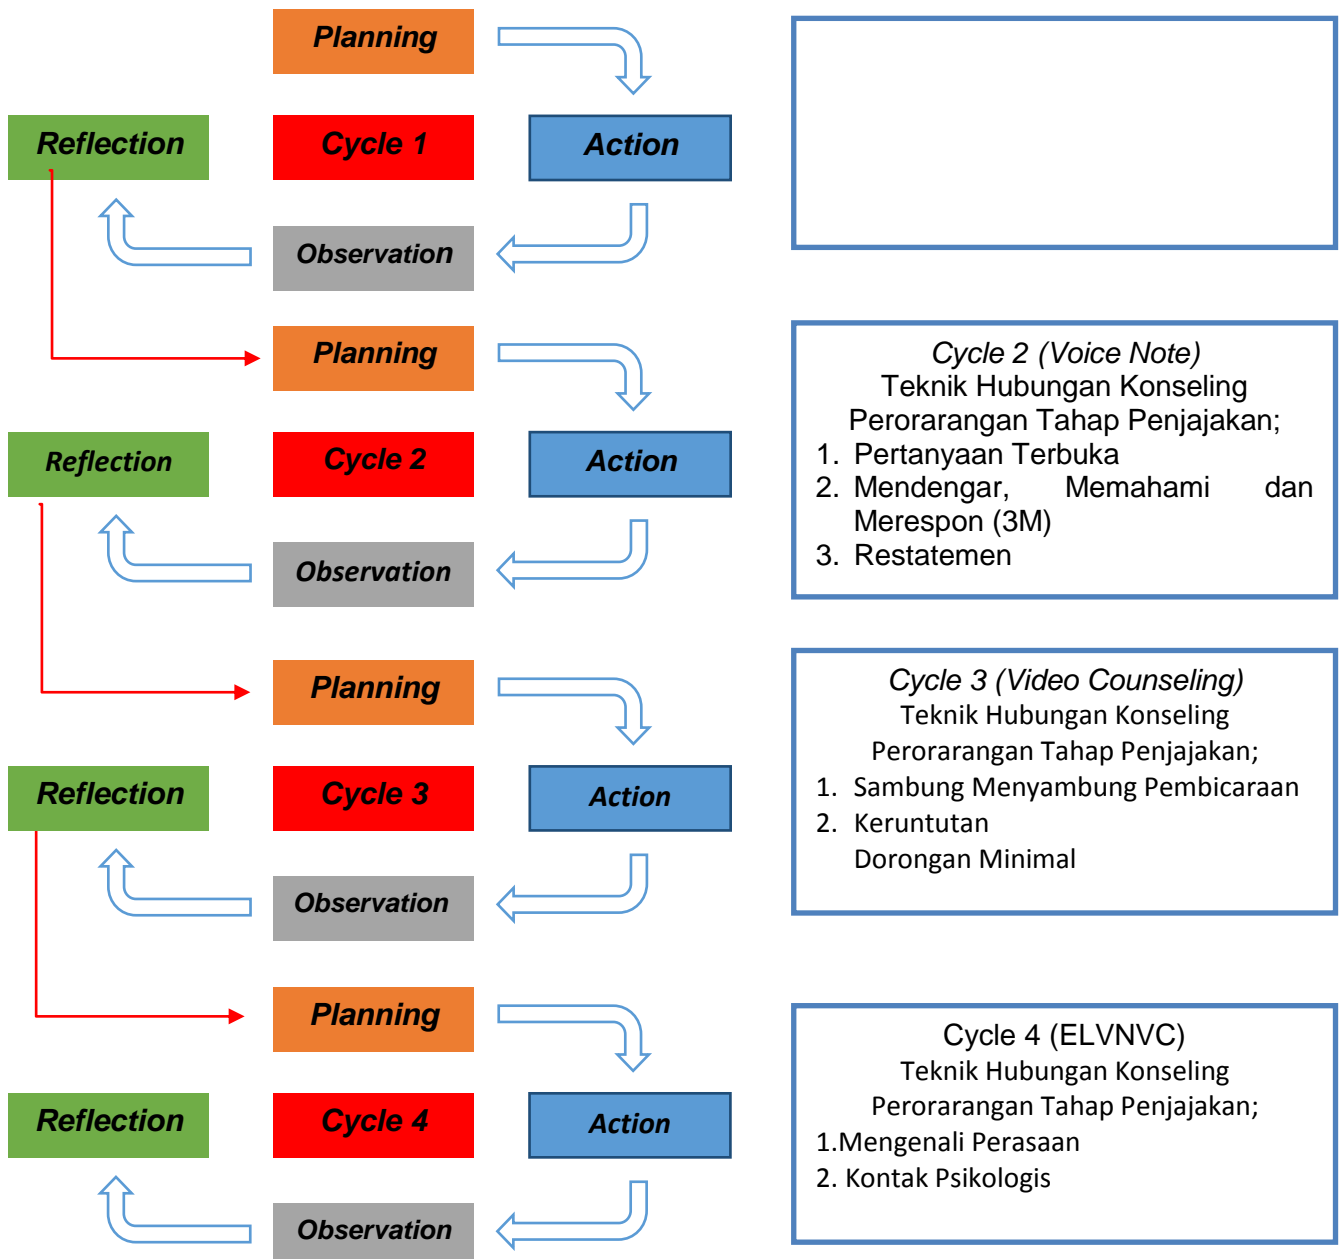 Planning
Reflection
Cycle 1
Action
Observation
Planning
Cycle 2 (Voice Note)
Teknik Hubungan Konseling
Perorarangan Tahap Penjajakan;
1. Pertanyaan Terbuka
2. Mendengar, Memahami dan
Merespon (3M)
3. Restatemen
Reflection
Cycle 2
Action
Observation
Planning
Cycle 3 (Video Counseling)
Teknik Hubungan Konseling
Perorarangan Tahap Penjajakan;
1. Sambung Menyambung Pembicaraan
2. Keruntutan
Dorongan Minimal
Reflection
Cycle 3
Action
Observation
Planning
Cycle 4 (ELVNVC)
Teknik Hubungan Konseling
Perorarangan Tahap Penjajakan;
1.Mengenali Perasaan
2. Kontak Psikologis
Reflection
Cycle 4
Action
Observation